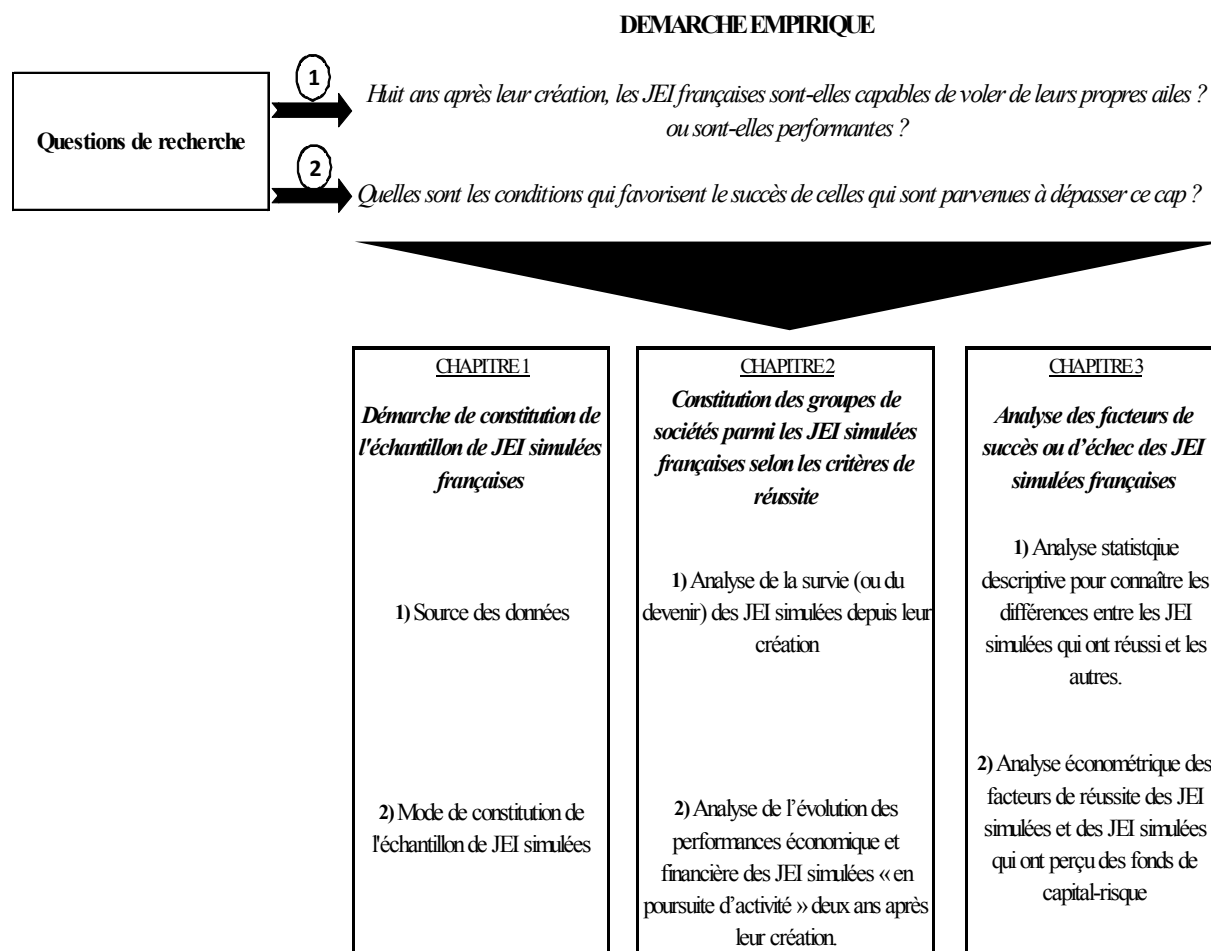 DEMARCHE EMPIRIQUE
Questions de recherche
1
Huit ans après leur création, les JEI françaises sont-elles capables de voler de leurs propres ailes ?
ou sont-elles performantes ?
2
Quelles sont les conditions qui favorisent le succès de celles qui sont parvenues à dépasser ce cap ?
CHAPITRE 1
Démarche de constitution de
l'échantillon de JEI simulées
françaises
1) Source des données
2) Mode de constitution de
l'échantillon de JEI simulées
CHAPITRE 2
Constitution des groupes de
sociétés parmi les JEI simulées
françaises selon les critères de
réussite
1) Analyse de la survie (ou du
devenir) des JEI simulées depuis leur
création
2) Analyse de l’évolution des
performances économique et
financière des JEI simulées « en
poursuite d’activité » deux ans après
leur création.
CHAPITRE 3
Analyse des facteurs de
succès ou d’échec des JEI
simulées françaises
1) Analyse statistqiue
descriptive pour connaître les
différences entre les JEI
simulées qui ont réussi et les
autres.
2) Analyse économétrique des
facteurs de réussite des JEI
simulées et des JEI simulées
qui ont perçu des fonds de
capital-risque